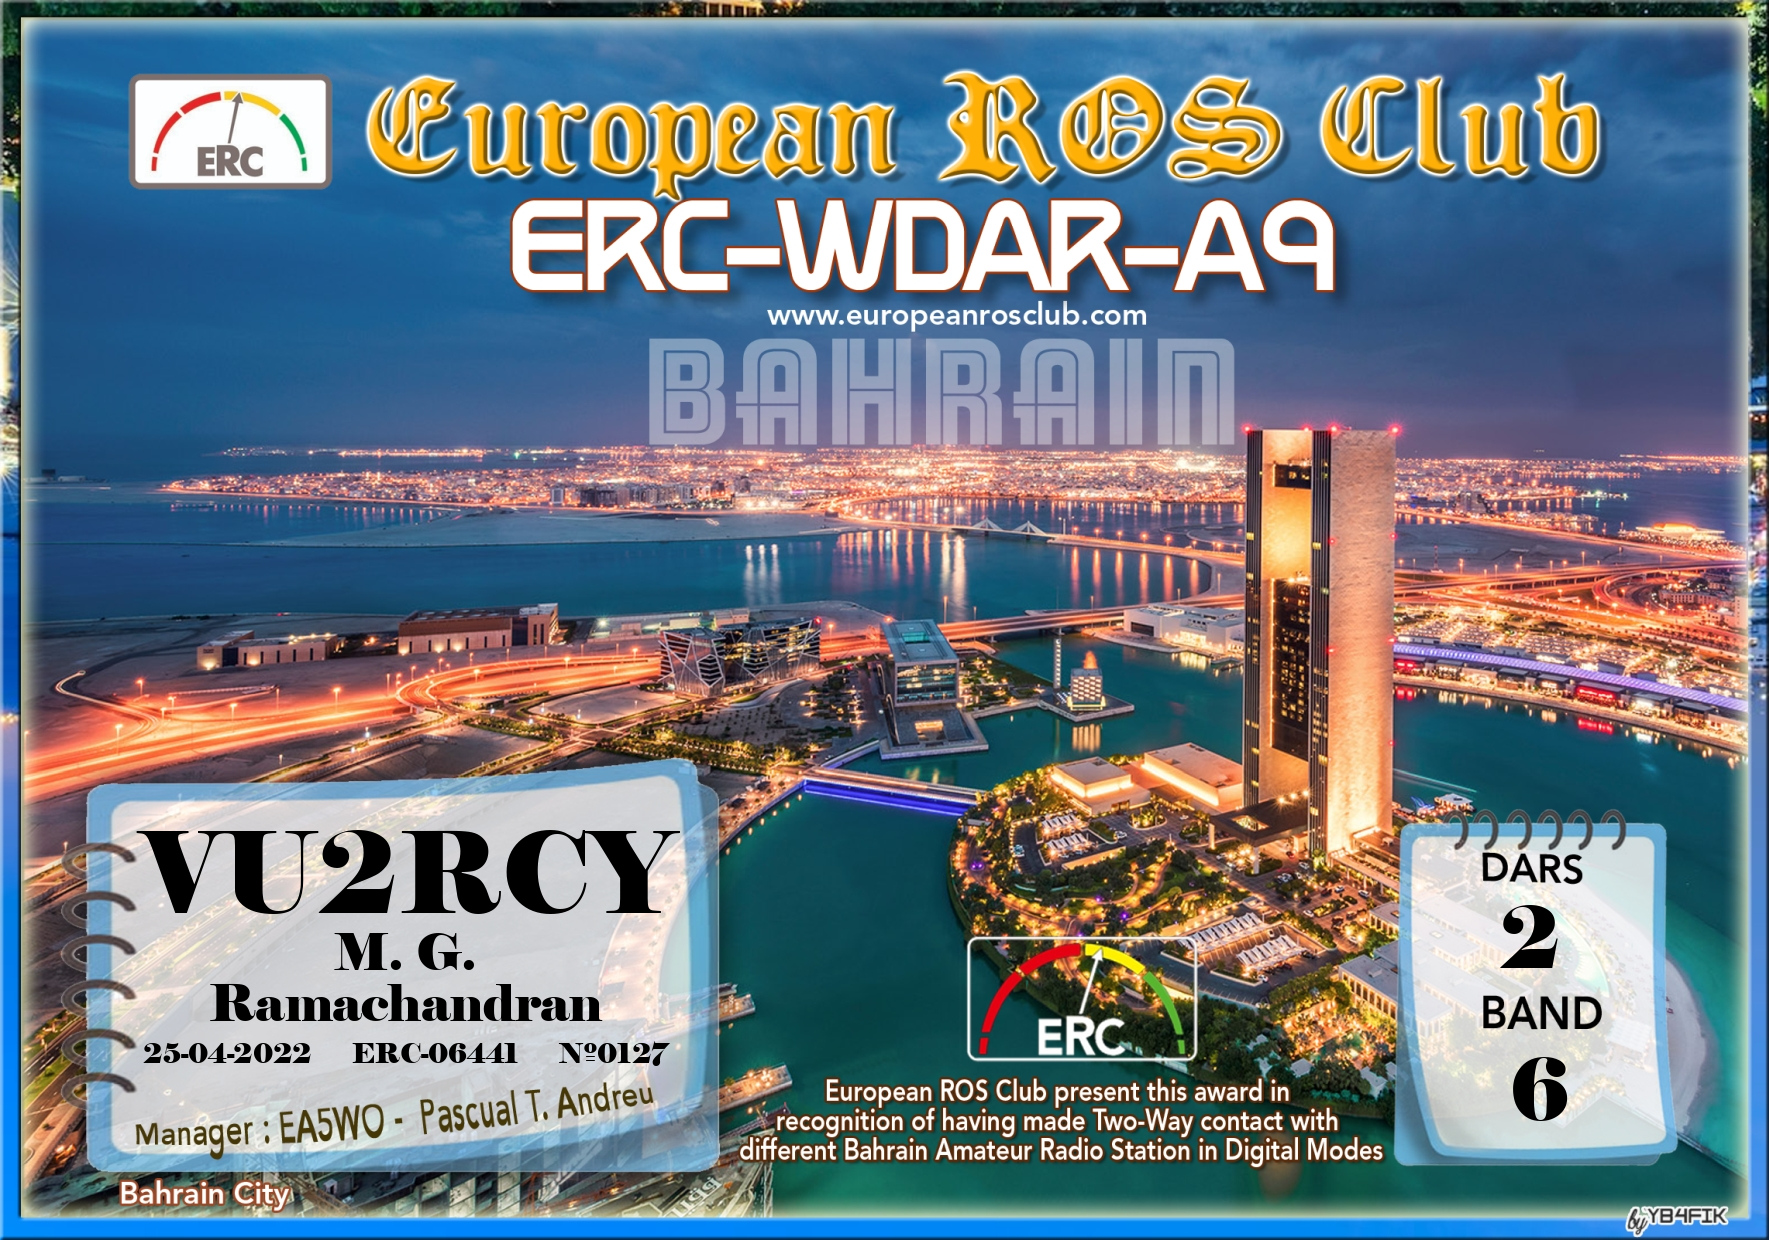 ERC
European ROS Club
ERC-WDAR-A9
www.europeanrosclub.com
BAHRAIN
VU2RCY
M. G.
Ramachandran
25-04-2022 ERC-06441 Nº0127
Manager : EA5WO - Pascual T. Andreu
Bahrain City
ERC
European ROS Club present this award in
recognition of having made Two-Way contact with
different Bahrain Amateur Radio Station in Digital Modes
DARS
2
BAND
6
by YB4FIK